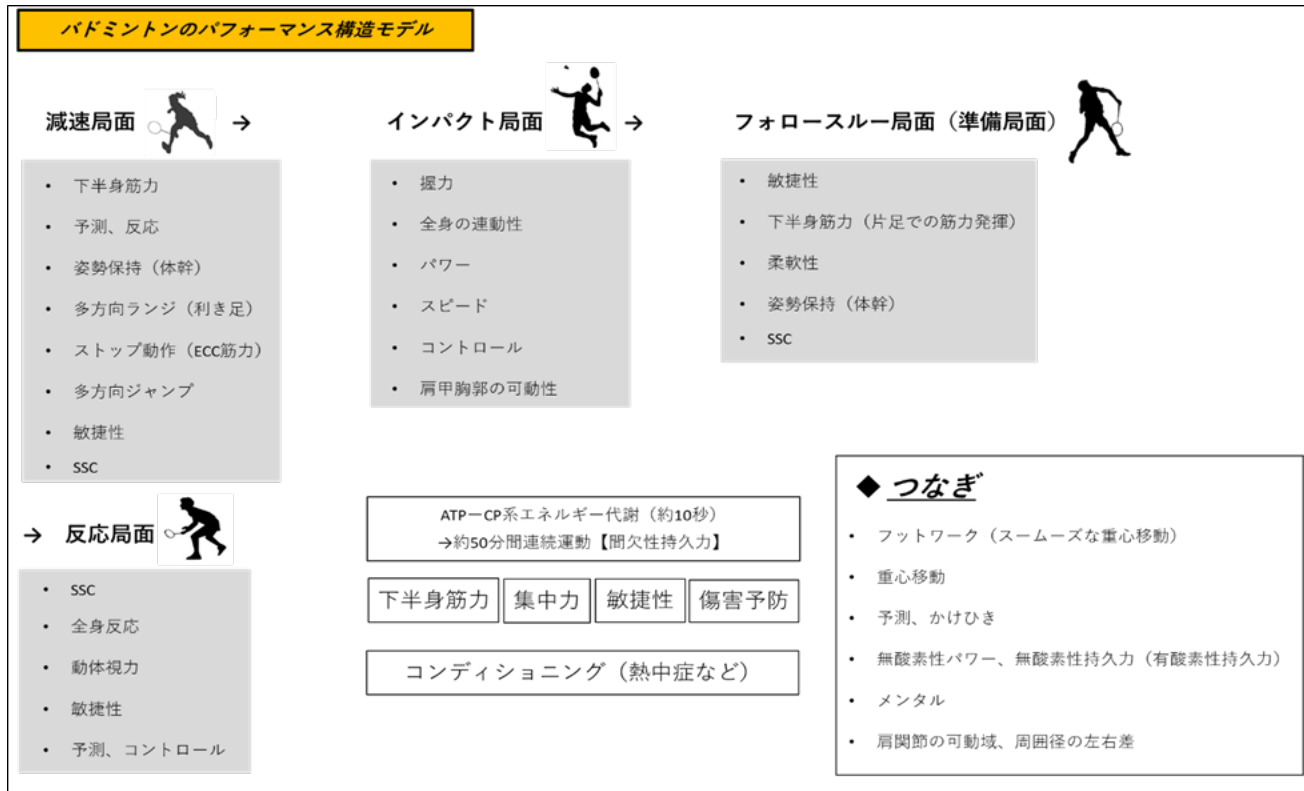 バドミントンのパフォーマンス構造モデル
減速局面 →
• 下半身筋力
• 予測、反応
• 姿勢保持（体幹）
• 多方向ランジ（利き足）
• ストップ動作（ECC筋力）
• 多方向ジャンプ
• 敏捷性
• SSC
インパクト局面 →
• 握力
• 全身の連動性
• パワー
• スピード
• コントロール
• 肩甲胸郭の可動性
フォロースルー局面（準備局面）
• 敏捷性
• 下半身筋力（片足での筋力発揮）
• 柔軟性
• 姿勢保持（体幹）
• SSC
→ 反応局面
• SSC
• 全身反応
• 動体視力
• 敏捷性
• 予測、コントロール
ATPーCP系エネルギー代謝（約10秒）
→約50分間連続運動【間欠性持久力】
下半身筋力 集中力 敏捷性 傷害予防
コンディショニング（熱中症など）
◆ つなぎ
• フットワーク（スームーズな重心移動）
• 重心移動
• 予測、かけひき
• 無酸素性パワー、無酸素性持久力（有酸素性持久力）
• メンタル
• 肩関節の可動域、周囲径の左右差